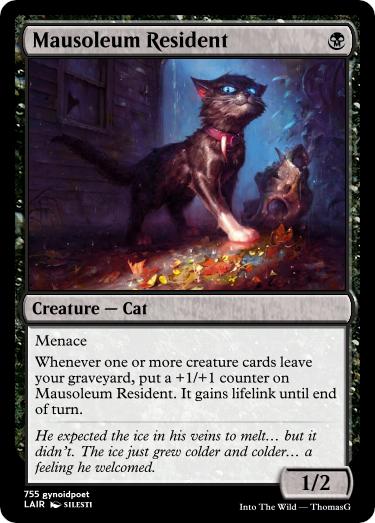 Mausoleum Resident
Creature — Cat
Menace
Whenever one or more creature cards leave
your graveyard, put a +1/+1 counter on
Mausoleum Resident. It gains lifelink until end
of turn.
He expected the ice in his veins to melt... but it
didn't. The ice just grew colder and colder... a
feeling he welcomed.
1/2
755 gynoidpoet
LAIR SILESTI
Into The Wild — ThomasG